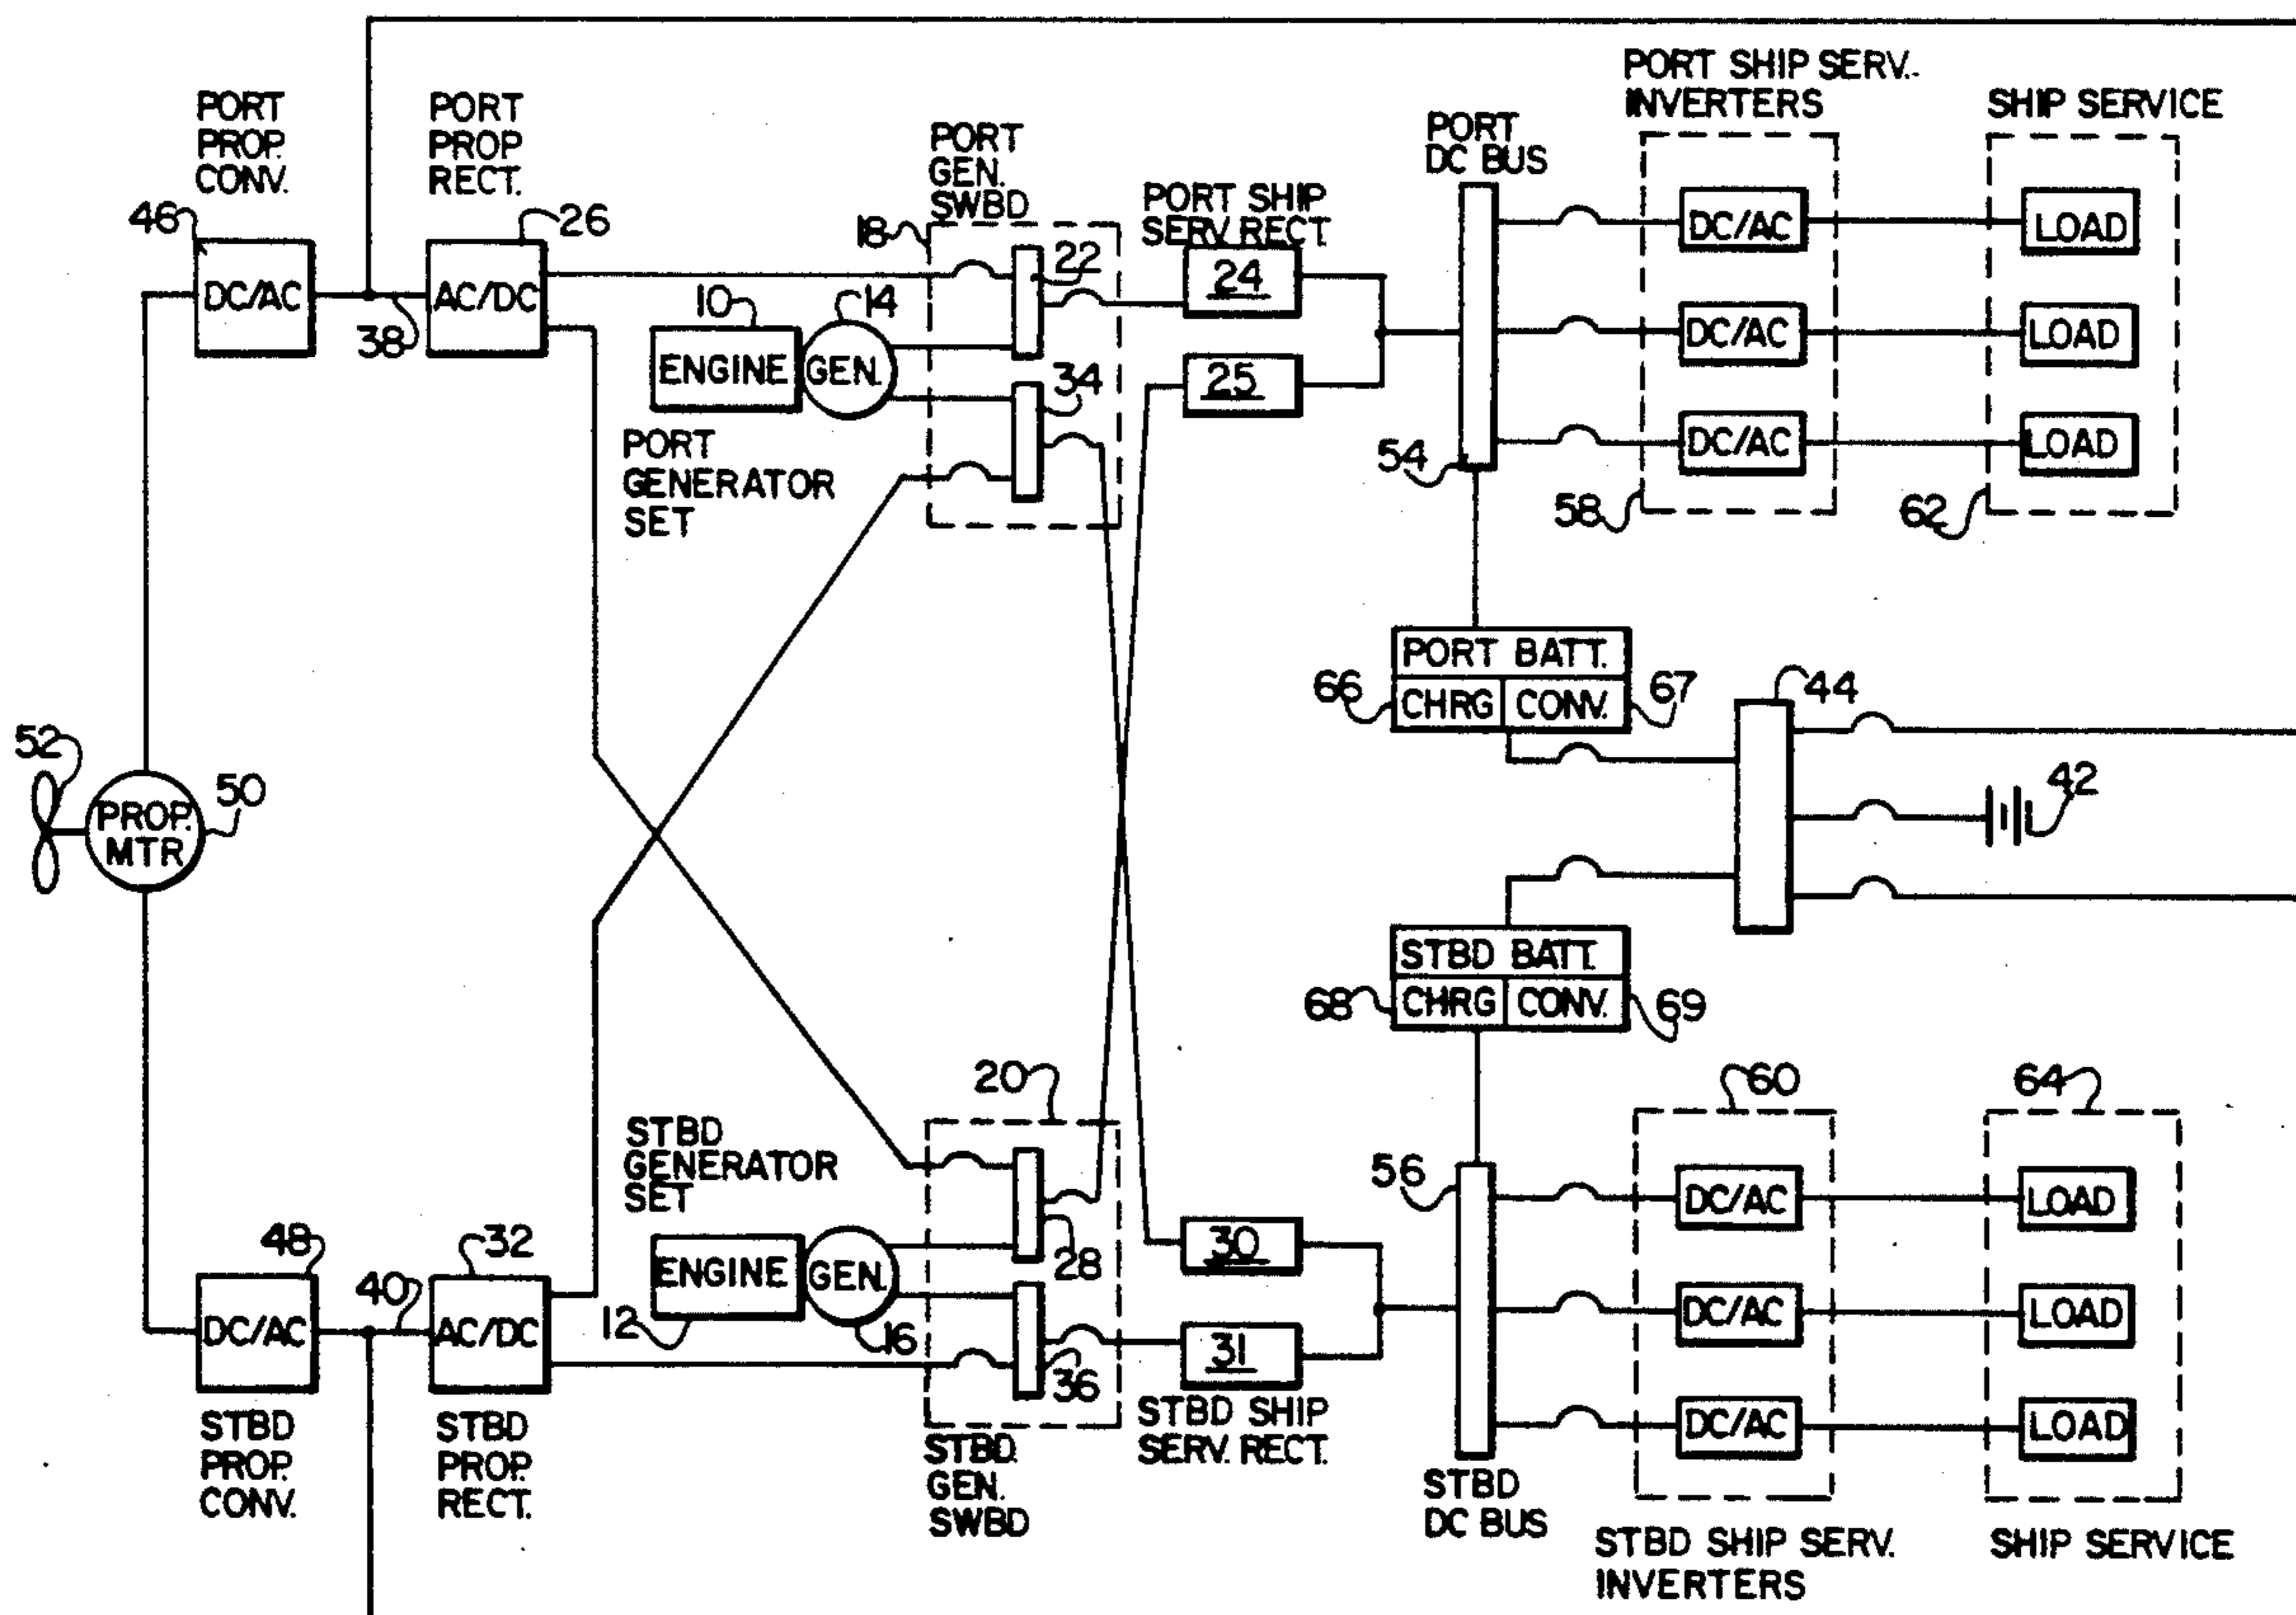 PORT
PROP.
CONV.
46
DC/AC
38
PORT
PROP
RECT.
26
AC/DC
PORT
GEN.
SWBD
18
22
34
10
14
ENGINE
GEN.
PORT
GENERATOR
SET
PORT SHIP
SERV. RECT.
24
25
PORT
DC BUS
54
PORT SHIP SERV.
INVERTERS
DC/AC
DC/AC
DC/AC
58
SHIP SERVICE
LOAD
LOAD
LOAD
62
PORT BATT.
66
CHRG
CONV.
67
44
42
52
PROP.
MTR
50
STBD BATT.
68
CHRG
CONV.
69
20
STBD
GENERATOR
SET
ENGINE
GEN.
12
16
28
36
STBD.
GEN.
SWBD
48
DC/AC
40
32
AC/DC
STBD
PROP.
CONV.
STBD
PROP.
RECT.
30
31
STBD SHIP
SERV. RECT.
56
STBD
DC BUS
60
DC/AC
DC/AC
DC/AC
STBD SHIP SERV.
INVERTERS
64
LOAD
LOAD
LOAD
SHIP SERVICE